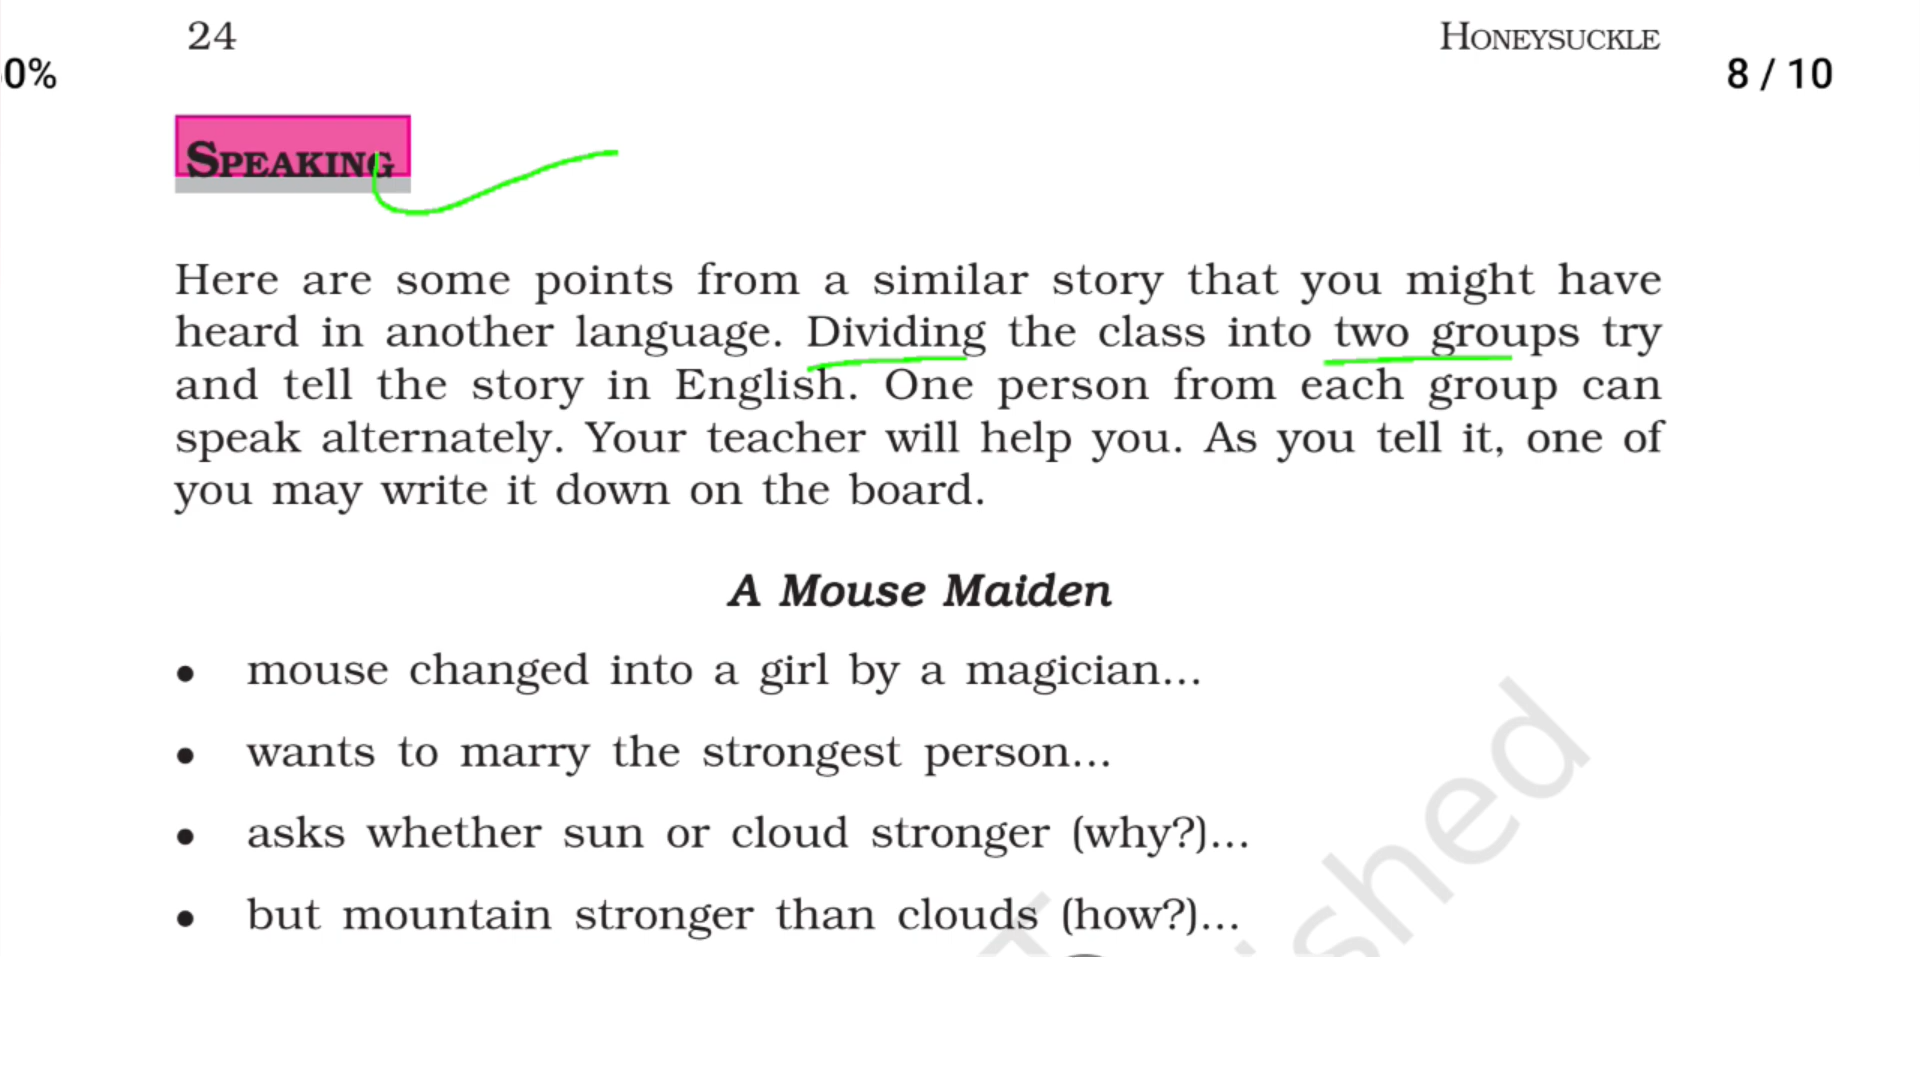 24 HONEYSUCKLE
0% 8 / 10
SPEAKING
Here are some points from a similar story that you might have
heard in another language. Dividing the class into two groups try
and tell the story in English. One person from each group can
speak alternately. Your teacher will help you. As you tell it, one of
you may write it down on the board.
A Mouse Maiden
• mouse changed into a girl by a magician...
• wants to marry the strongest person...
• asks whether sun or cloud stronger (why?)...
• but mountain stronger than clouds (how?)...